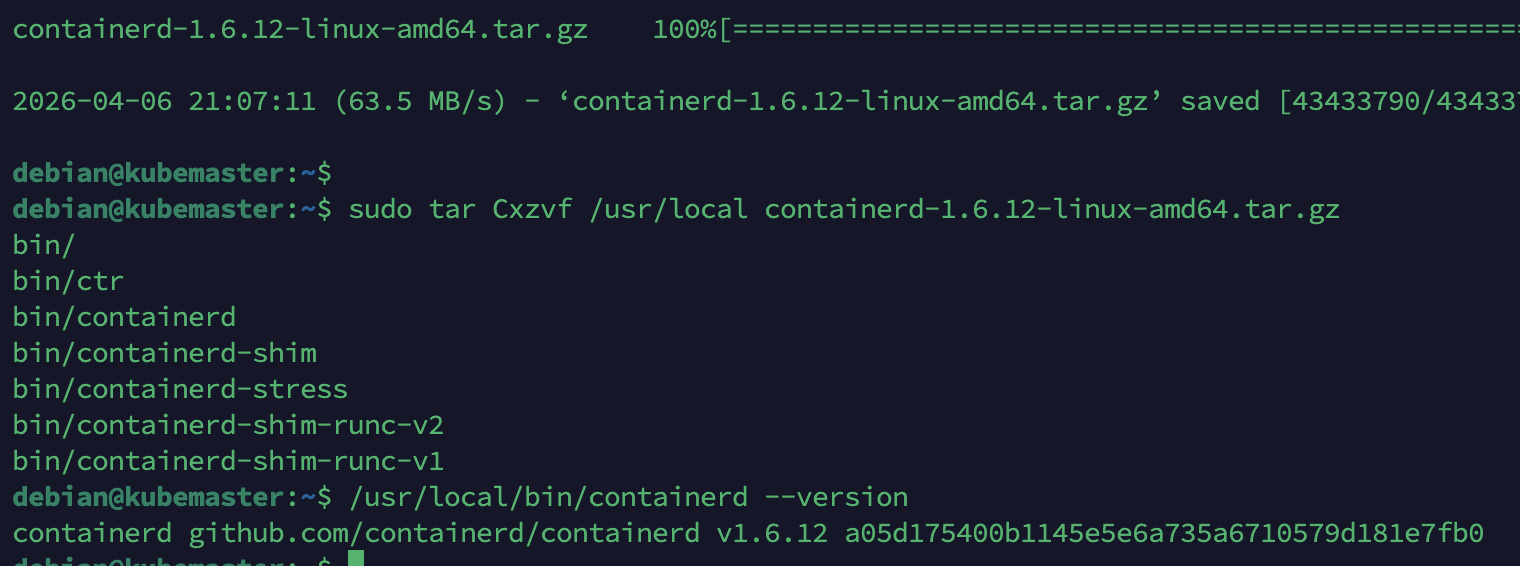 containerd-1.6.12-linux-amd64.tar.gz    100%[=================================================
2026-04-06 21:07:11 (63.5 MB/s) - ‘containerd-1.6.12-linux-amd64.tar.gz’ saved [43433790/434337
debian@kubemaster:~$
debian@kubemaster:~$ sudo tar Cxzvf /usr/local containerd-1.6.12-linux-amd64.tar.gz
bin/
bin/ctr
bin/containerd
bin/containerd-shim
bin/containerd-stress
bin/containerd-shim-runc-v2
bin/containerd-shim-runc-v1
debian@kubemaster:~$ /usr/local/bin/containerd --version
containerd github.com/containerd/containerd v1.6.12 a05d175400b1145e5e6a735a6710579d181e7fb0
debian@kubemaster:~$